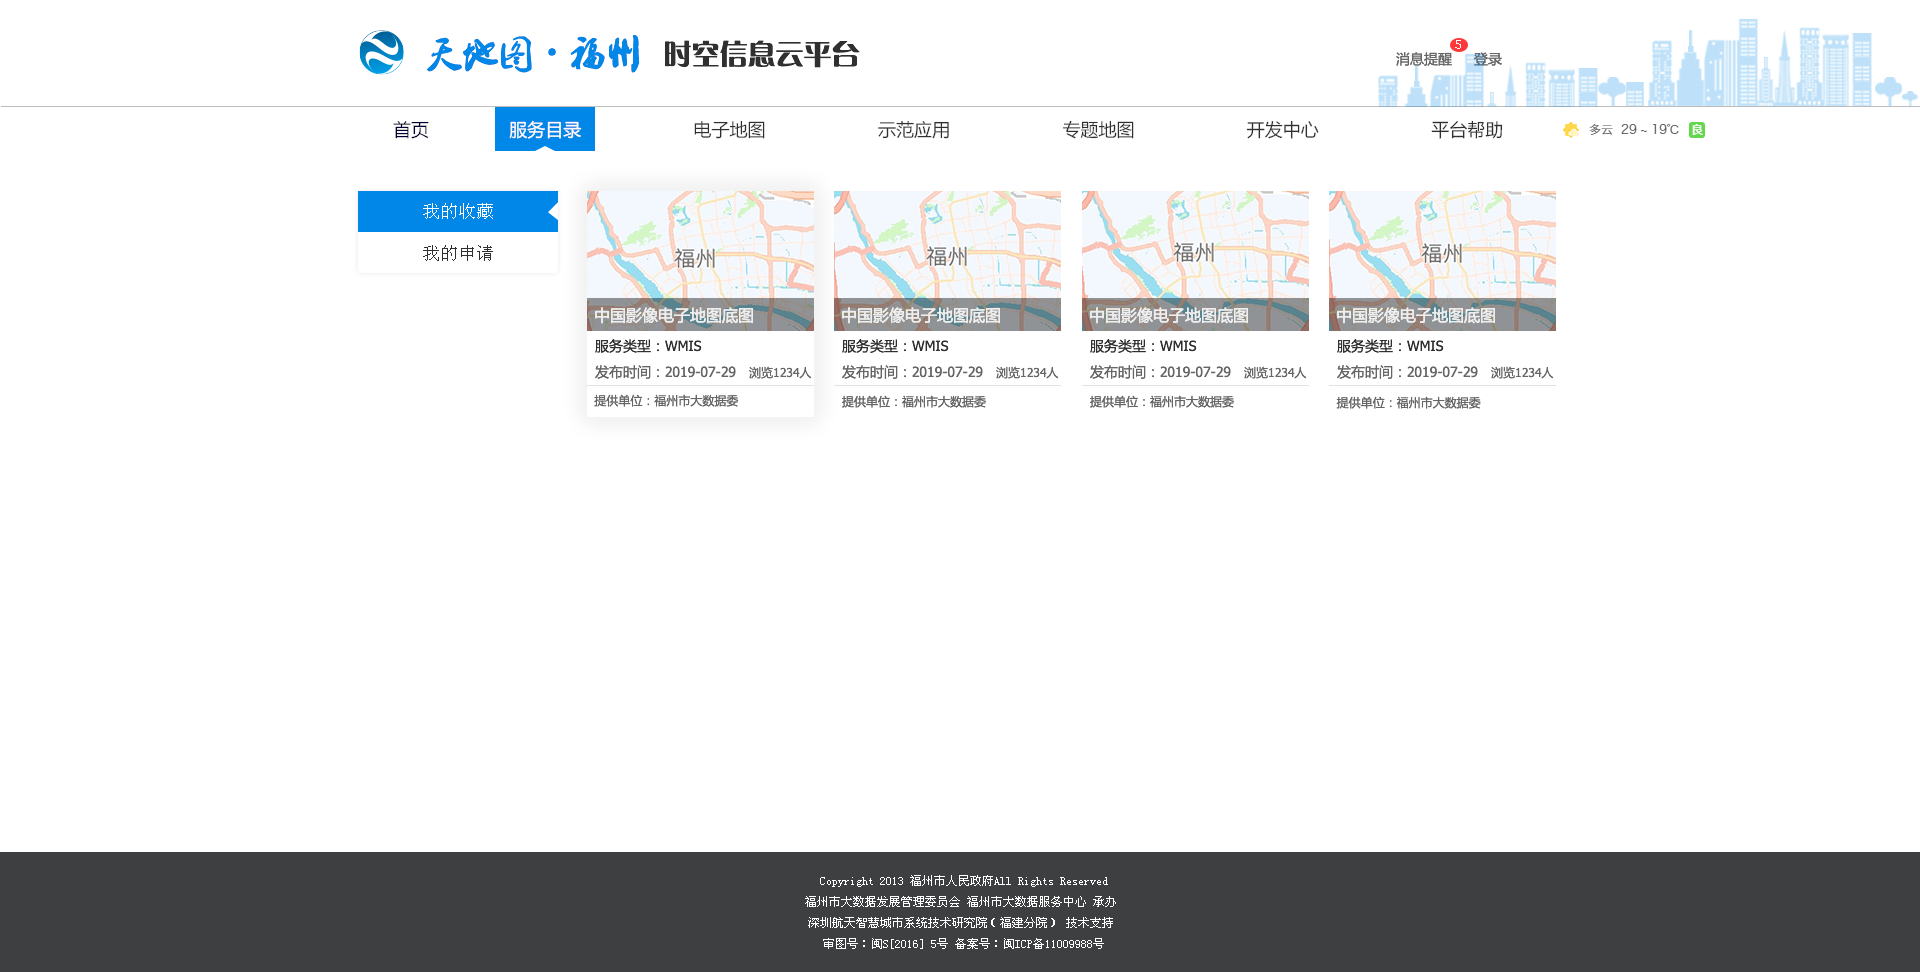 天地图·福州 时空信息云平台
消息提醒 5 登录
首页 服务目录 电子地图 示范应用 专题地图 开发中心 平台帮助 多云 29 ~ 19℃ 良
我的收藏
我的申请
福州
中国影像电子地图底图
服务类型：WMIS
发布时间：2019-07-29 浏览1234人
提供单位：福州市大数据委
福州
中国影像电子地图底图
服务类型：WMIS
发布时间：2019-07-29 浏览1234人
提供单位：福州市大数据委
福州
中国影像电子地图底图
服务类型：WMIS
发布时间：2019-07-29 浏览1234人
提供单位：福州市大数据委
福州
中国影像电子地图底图
服务类型：WMIS
发布时间：2019-07-29 浏览1234人
提供单位：福州市大数据委
Copyright 2013 福州市人民政府All Rights Reserved
福州市大数据发展管理委员会 福州市大数据服务中心 承办
深圳航天智慧城市系统技术研究院（福建分院） 技术支持
审图号：闽S[2016] 5号 备案号：闽ICP备11009988号